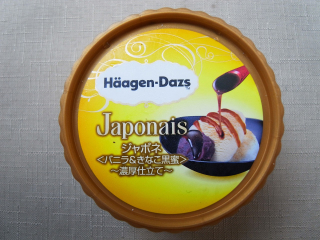 Häagen-Dazs
Japonais
ジャポネ
<バニラ&きなこ黒蜜>
～濃厚仕立て～